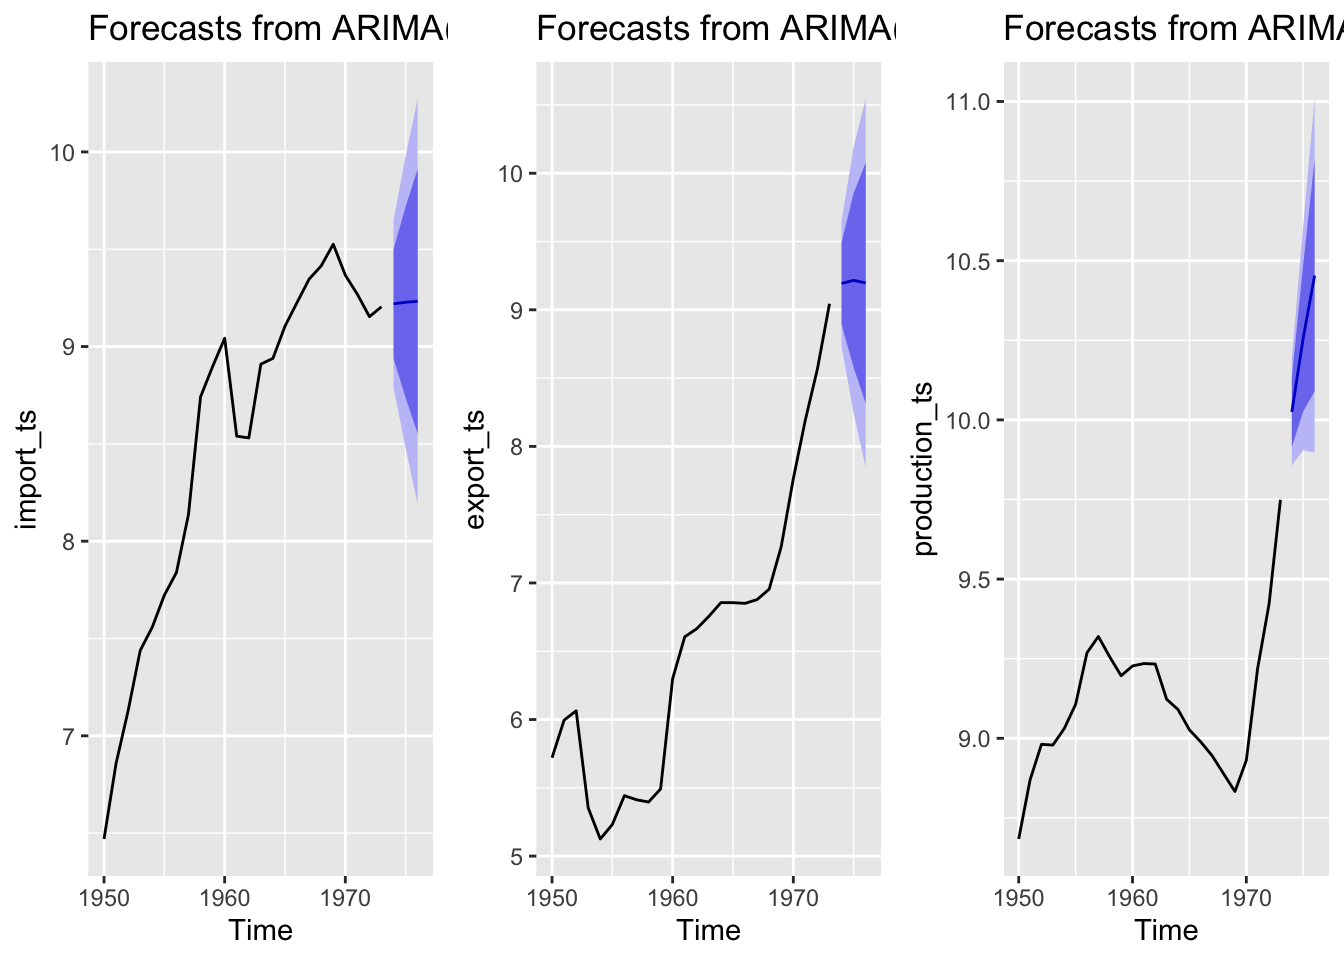 Forecasts from ARIMA(
10
9
8
7
import_ts
1950 1960 1970
Time
Forecasts from ARIMA(
10
9
8
7
6
5
export_ts
1950 1960 1970
Time
Forecasts from ARIMA
11.0
10.5
10.0
9.5
9.0
production_ts
1950 1960 1970
Time